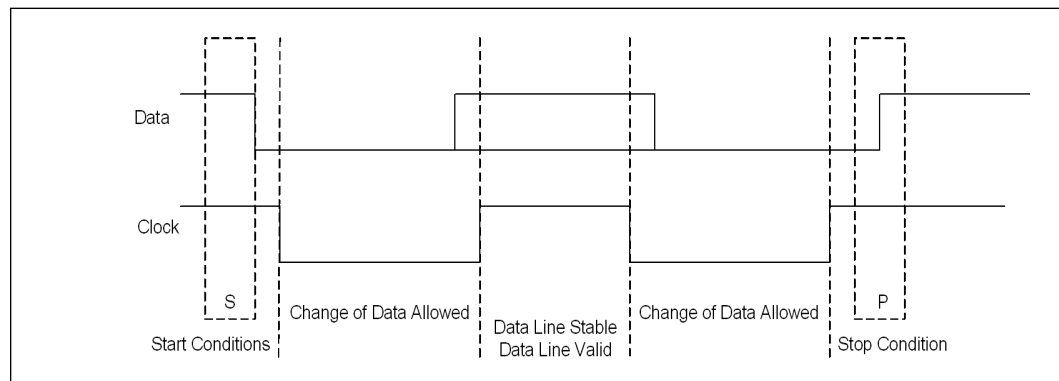 Data
Clock
S
P
Change of Data Allowed
Change of Data Allowed
Start Conditions
Data Line Stable
Data Line Valid
Stop Condition